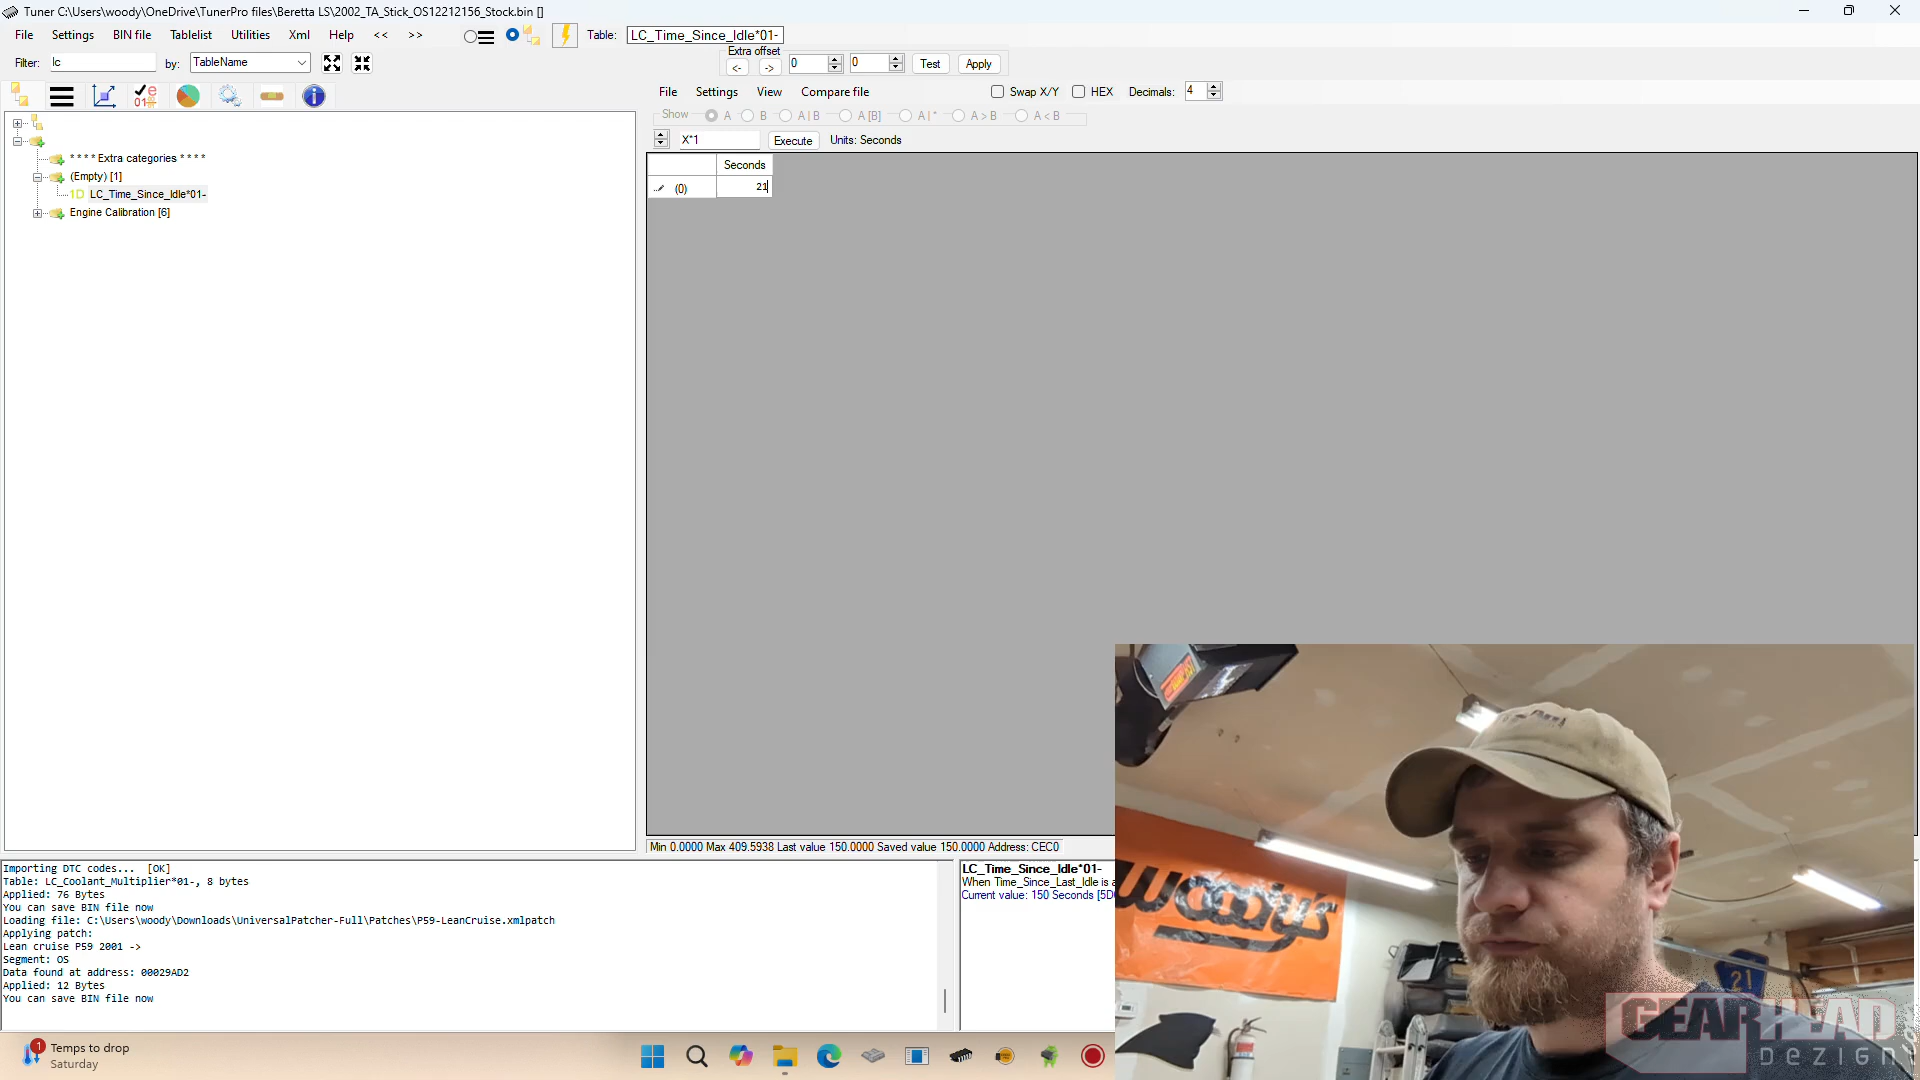 Tuner C:\Users\woody\OneDrive\TunerPro files\Beretta LS\2002_TA_Stick_OS12212156_Stock.bin []
File Settings BIN file Tablelist Utilities Xml Help << >> Table: LC_Time_Since_Idle*01-
Filter: lc by: TableName Extra offset <- -> 0 0 Test Apply
File Settings View Compare file Swap X/Y HEX Decimals: 4
Show A B A | B A [B] A | * A > B A < B
X*1 Execute Units: Seconds
Seconds
(0) 21
* * * * Extra categories * * * *
(Empty) [1]
1D LC_Time_Since_Idle*01-
Engine Calibration [6]
Min 0.0000 Max 409.5938 Last value 150.0000 Saved value 150.0000 Address: CEC0
Importing DTC codes... [OK]
Table: LC_Coolant_Multiplier*01-, 8 bytes
Applied: 76 Bytes
You can save BIN file now
Loading file: C:\Users\woody\Downloads\UniversalPatcher-Full\Patches\P59-LeanCruise.xmlpatch
Applying patch:
Lean cruise P59 2001 ->
Segment: OS
Data found at address: 00029AD2
Applied: 12 Bytes
You can save BIN file now
LC_Time_Since_Idle*01-
When Time_Since_Last_Idle is
Current value: 150 Seconds
woody's
21
GEARHEAD
Dezign
1
Temps to drop
Saturday